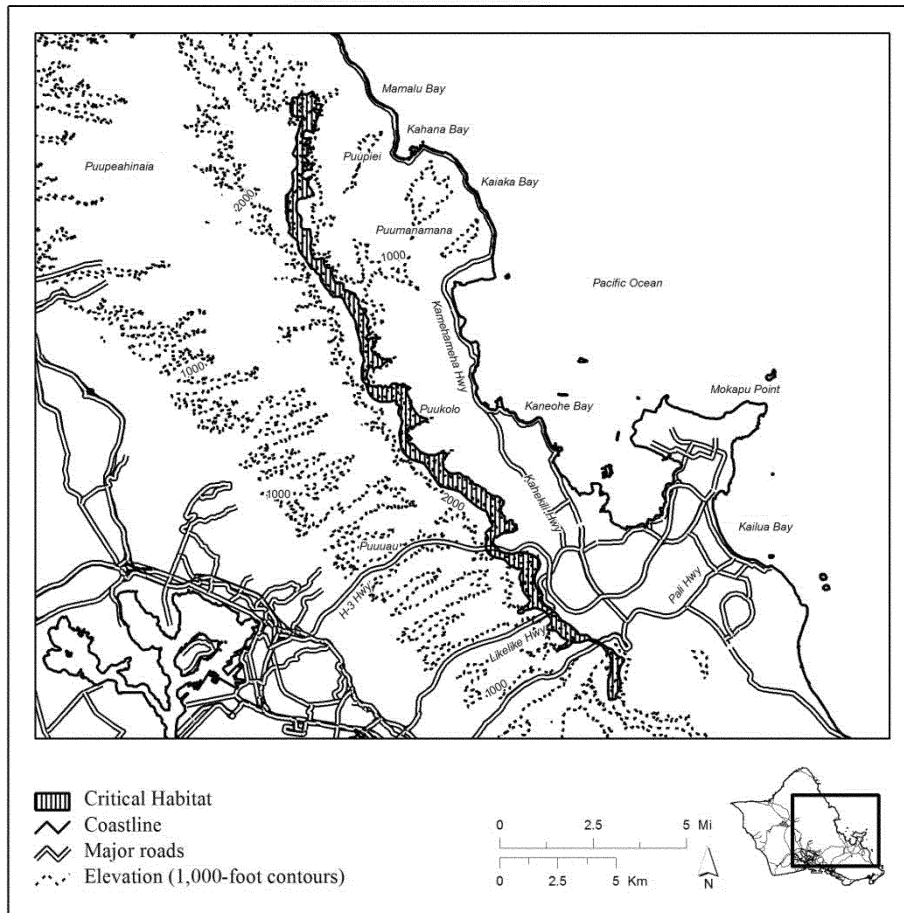 Mamalu Bay
Kahana Bay
Puupiei
Puupeahinaia
Kaiaka Bay
2000
Puumanamana
1000
Pacific Ocean
Kamehameha Hwy
1000
Mokapu Point
Puukolo
Kaneohe Bay
1000
2000
Kahekili Hwy
Kailua Bay
Puuuau
H-3 Hwy
Pali Hwy
Likelike Hwy
1000
Critical Habitat
Coastline
Major roads
Elevation (1,000-foot contours)
0 2.5 5 Mi
0 2.5 5 Km
N